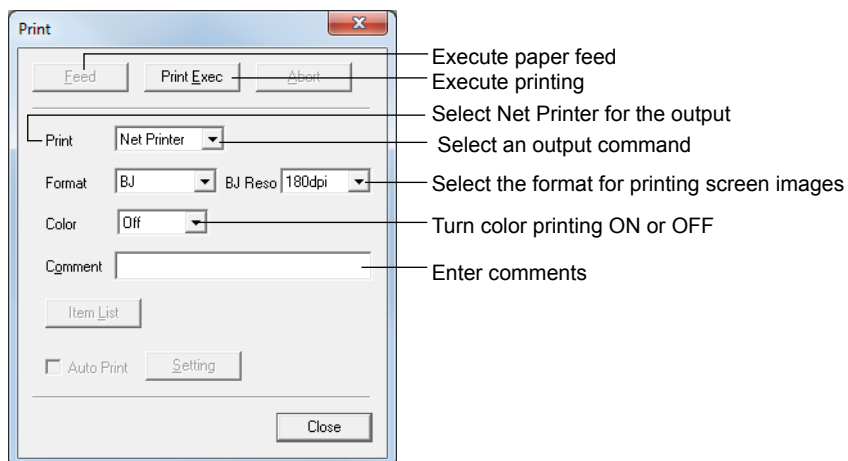 Print
Feed Print Exec Abort
Execute paper feed
Execute printing
Select Net Printer for the output
Print Net Printer
Select an output command
Format BJ BJ Reso 180dpi
Select the format for printing screen images
Color Off
Turn color printing ON or OFF
Comment
Enter comments
Item List
Auto Print Setting
Close